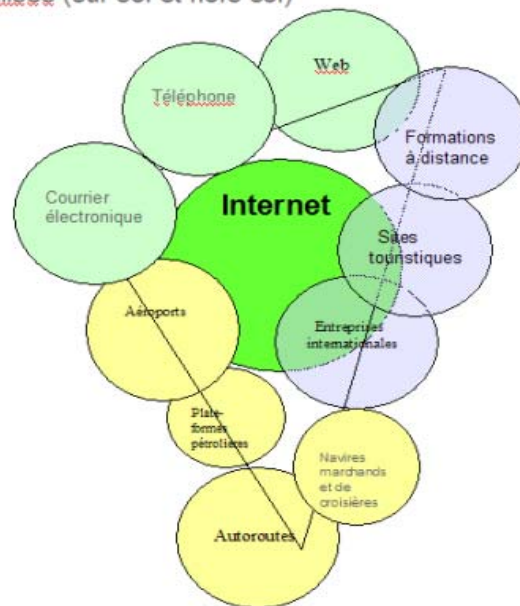 (sur sol et hors sol)
Web
Téléphone
Formations
à distance
Courrier
électronique
Internet
Sites
touristiques
Aéroports
Entreprises
internationales
Plate-
formes
pétrolières
Navires
marchands
et de
croisières
Autoroutes